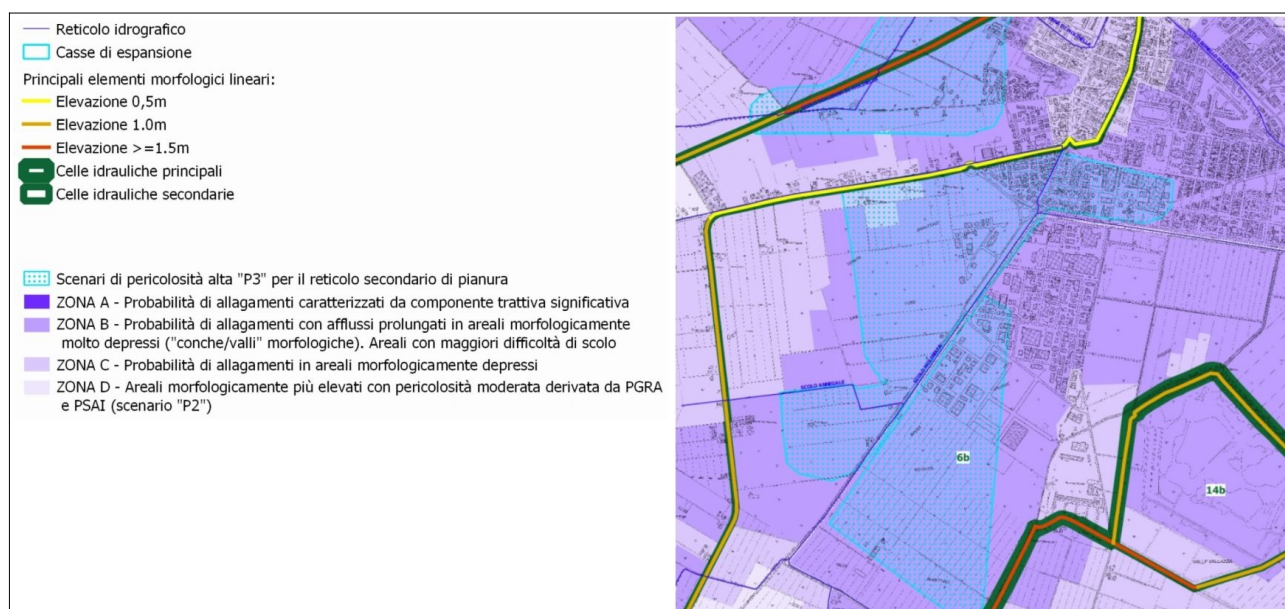 Reticolo idrografico
Casse di espansione
Principali elementi morfologici lineari:
Elevazione 0,5m
Elevazione 1.0m
Elevazione >=1.5m
Celle idrauliche principali
Celle idrauliche secondarie
Scenari di pericolosità alta "P3" per il reticolo secondario di pianura
ZONA A - Probabilità di allagamenti caratterizzati da componente trattiva significativa
ZONA B - Probabilità di allagamenti con afflussi prolungati in areali morfologicamente
molto depressi ("conche/valli" morfologiche). Areali con maggiori difficoltà di scolo
ZONA C - Probabilità di allagamenti in areali morfologicamente depressi
ZONA D - Areali morfologicamente più elevati con pericolosità moderata derivata da PGRA
e PSAI (scenario "P2")
SCOLO
6b
14b